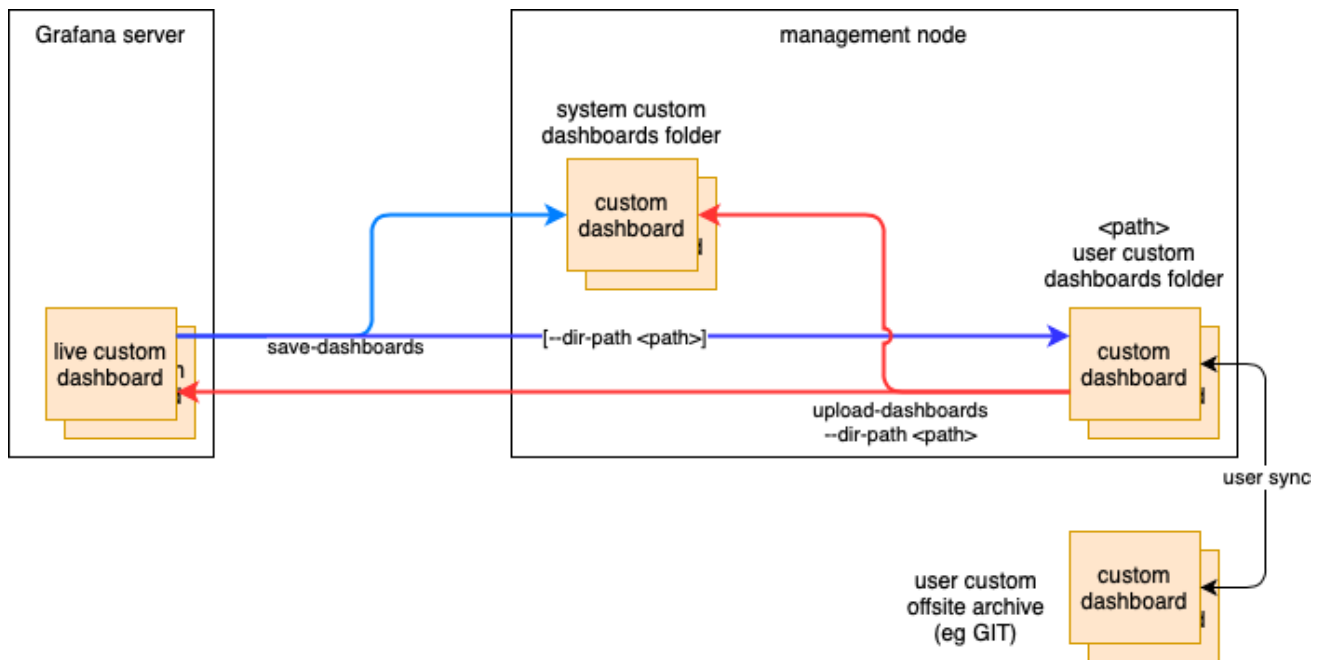 Grafana server
management node
system custom
dashboards folder
custom
dashboard
<path>
user custom
dashboards folder
live custom
dashboard
save-dashboards
[--dir-path <path>]
custom
dashboard
upload-dashboards
--dir-path <path>
user sync
user custom
offsite archive
(eg GIT)
custom
dashboard